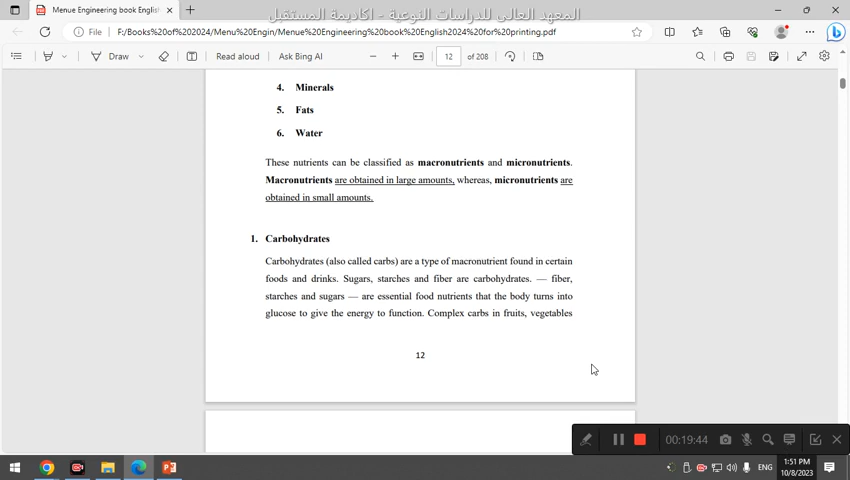 Menue Engineering book English
المعهد العالي للدراسات النوعية - اكاديمية المستقبل
File
F:/Books%20of%202024/Menu%20Engin/Menue%20Engineering%20book%20English2024%20for%20printing.pdf
Draw
Read aloud
Ask Bing AI
12
of 208
4. Minerals
5. Fats
6. Water
These nutrients can be classified as macronutrients and micronutrients.
Macronutrients are obtained in large amounts, whereas, micronutrients are
obtained in small amounts.
1. Carbohydrates
Carbohydrates (also called carbs) are a type of macronutrient found in certain
foods and drinks. Sugars, starches and fiber are carbohydrates. — fiber,
starches and sugars — are essential food nutrients that the body turns into
glucose to give the energy to function. Complex carbs in fruits, vegetables
12
00:19:44
ENG
1:51 PM
10/8/2023